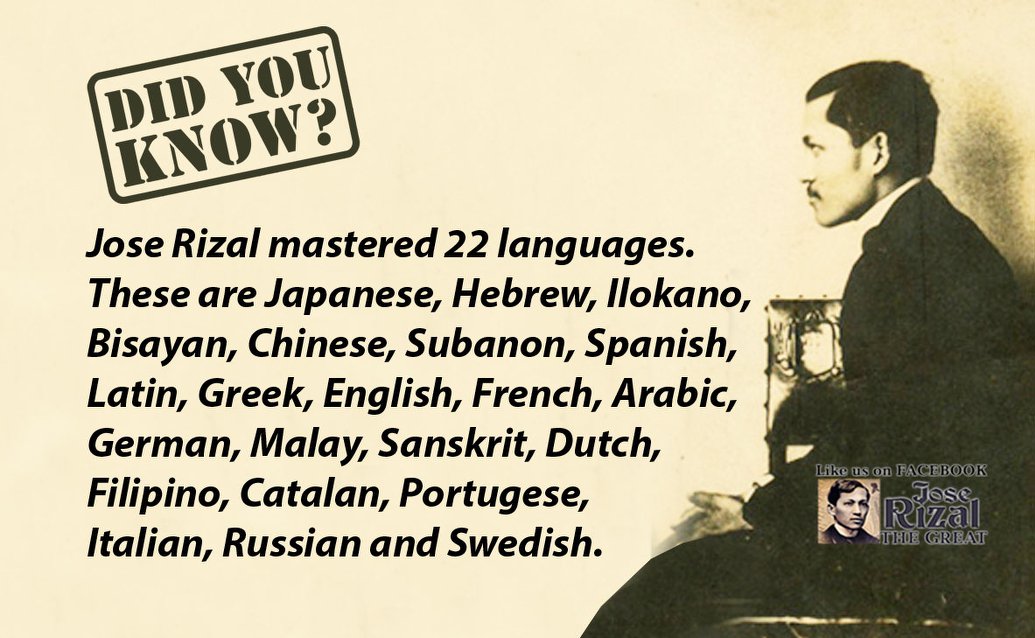 DID YOU
KNOW?
Jose Rizal mastered 22 languages.
These are Japanese, Hebrew, Ilokano,
Bisayan, Chinese, Subanon, Spanish,
Latin, Greek, English, French, Arabic,
German, Malay, Sanskrit, Dutch,
Filipino, Catalan, Portugese,
Italian, Russian and Swedish.
Like us on FACEBOOK
Jose
Rizal
THE GREAT